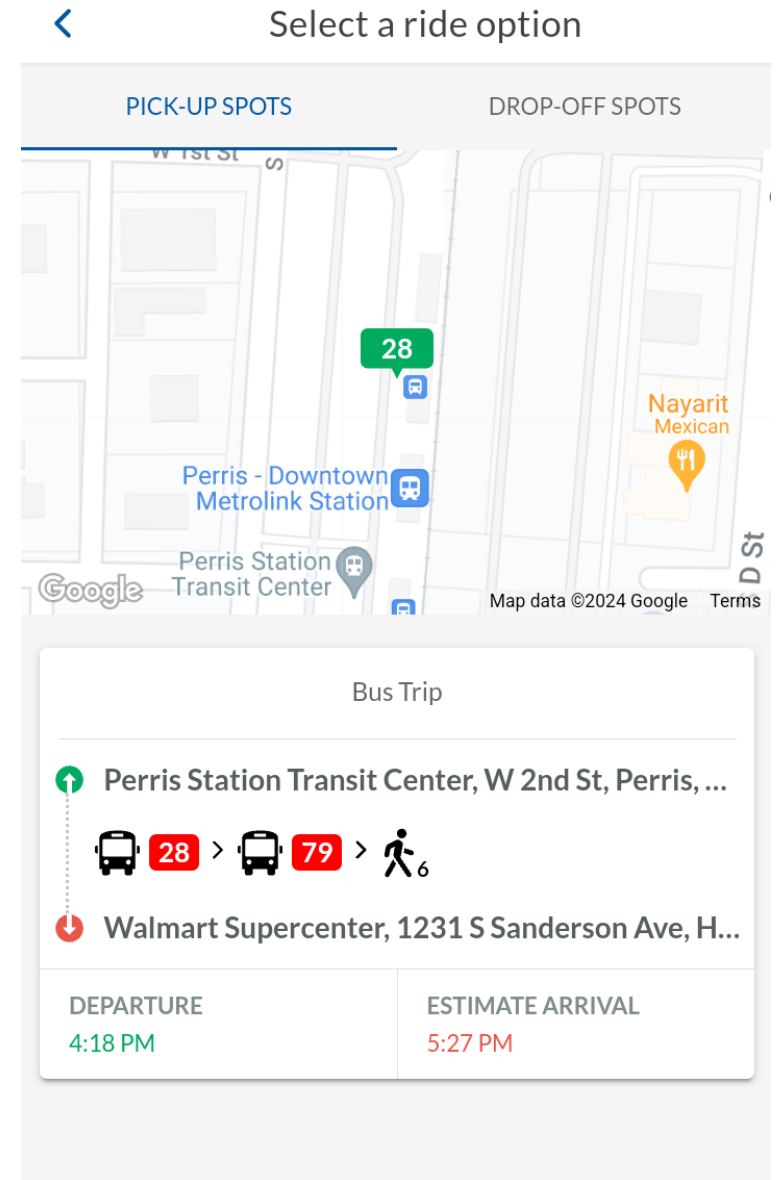 Select a ride option
PICK-UP SPOTS
DROP-OFF SPOTS
W 1st St
S
28
Nayarit
Mexican
Perris - Downtown
Metrolink Station
Perris Station
Transit Center
D St
Google
Map data ©2024 Google
Terms
Bus Trip
Perris Station Transit Center, W 2nd St, Perris, ...
28 > 79 > 6
Walmart Supercenter, 1231 S Sanderson Ave, H...
DEPARTURE
ESTIMATE ARRIVAL
4:18 PM
5:27 PM